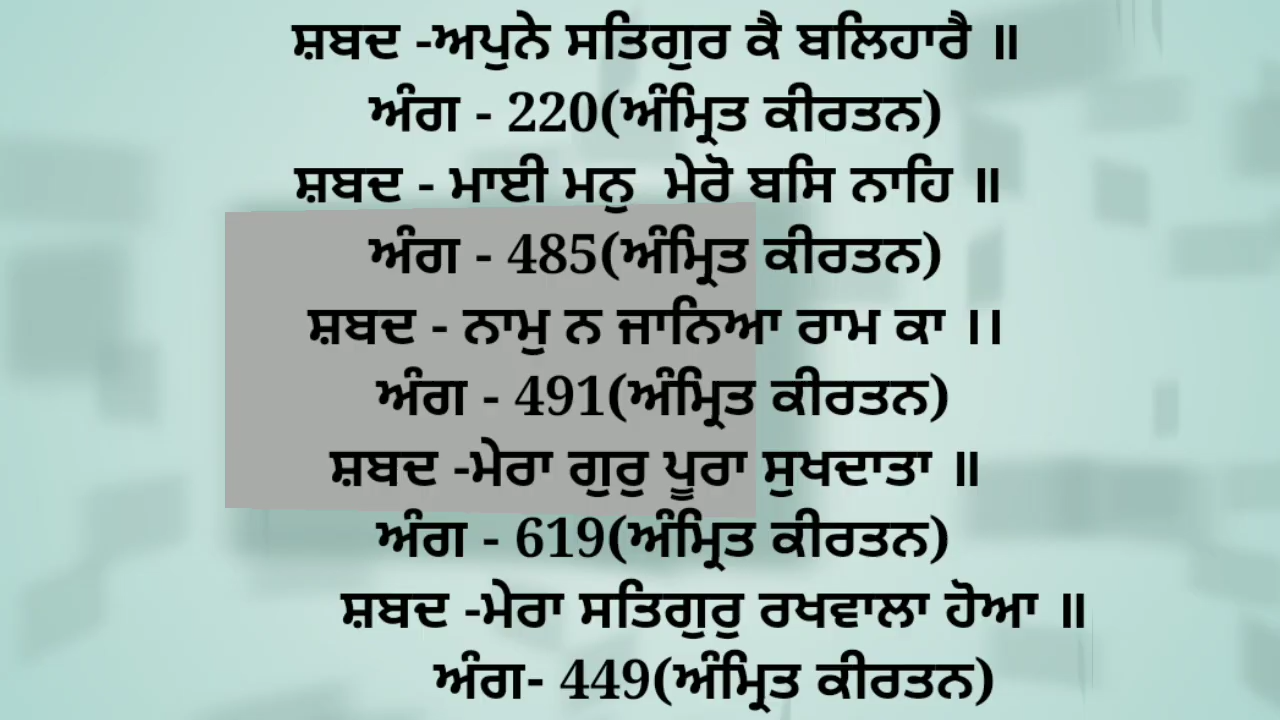 ਸ਼ਬਦ -ਅਪੁਨੇ ਸਤਿਗੁਰ ਕੈ ਬਲਿਹਾਰੈ ॥
ਅੰਗ - 220(ਅੰਮ੍ਰਿਤ ਕੀਰਤਨ)
ਸ਼ਬਦ - ਮਾਈ ਮਨੁ ਮੇਰੋ ਬਸਿ ਨਾਹਿ ॥
ਅੰਗ - 485(ਅੰਮ੍ਰਿਤ ਕੀਰਤਨ)
ਸ਼ਬਦ - ਨਾਮੁ ਨ ਜਾਨਿਆ ਰਾਮ ਕਾ ।।
ਅੰਗ - 491(ਅੰਮ੍ਰਿਤ ਕੀਰਤਨ)
ਸ਼ਬਦ -ਮੇਰਾ ਗੁਰੁ ਪੂਰਾ ਸੁਖਦਾਤਾ ॥
ਅੰਗ - 619(ਅੰਮ੍ਰਿਤ ਕੀਰਤਨ)
ਸ਼ਬਦ -ਮੇਰਾ ਸਤਿਗੁਰੁ ਰਖਵਾਲਾ ਹੋਆ ॥
ਅੰਗ- 449(ਅੰਮ੍ਰਿਤ ਕੀਰਤਨ)